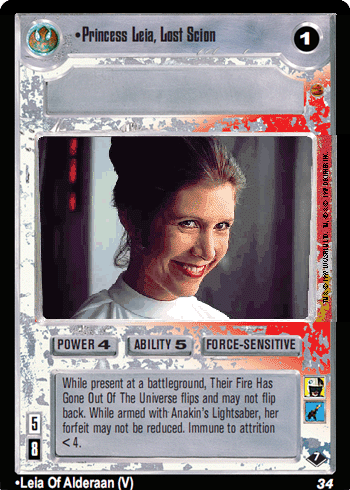 •Princess Leia, Lost Scion
1
POWER 4
ABILITY 5
FORCE-SENSITIVE
While present at a battleground, Their Fire Has
Gone Out Of The Universe flips and may not flip
back. While armed with Anakin's Lightsaber, her
forfeit may not be reduced. Immune to attrition
< 4.
5
8
7
•Leia Of Alderaan (V)
34